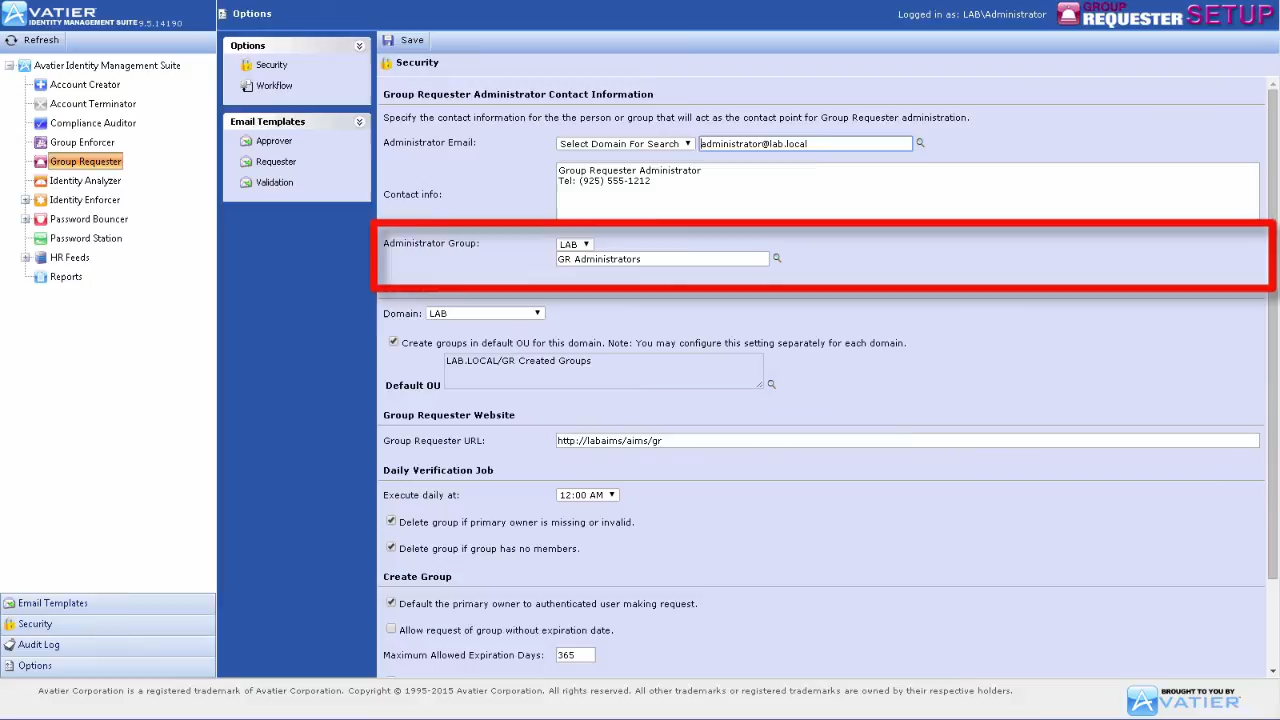 AVATIER
IDENTITY MANAGEMENT SUITE 9.5.14190
Options
Logged in as: LAB\Administrator
GROUP
REQUESTER SETUP
Refresh
Avatier Identity Management Suite
Account Creator
Account Terminator
Compliance Auditor
Group Enforcer
Group Requester
Identity Analyzer
Identity Enforcer
Password Bouncer
Password Station
HR Feeds
Reports
Email Templates
Security
Audit Log
Options
Options
Security
Workflow
Email Templates
Approver
Requester
Validation
Save
Security
Group Requester Administrator Contact Information
Specify the contact information for the the person or group that will act as the contact point for Group Requester administration.
Administrator Email: Select Domain For Search administrator@lab.local
Contact info:
Group Requester Administrator
Tel: (925) 555-1212
Administrator Group: LAB
GR Administrators
Domain: LAB
Create groups in default OU for this domain. Note: You may configure this setting separately for each domain.
LAB.LOCAL/GR Created Groups
Default OU
Group Requester Website
Group Requester URL: http://labaims/aims/gr
Daily Verification Job
Execute daily at: 12:00 AM
Delete group if primary owner is missing or invalid.
Delete group if group has no members.
Create Group
Default the primary owner to authenticated user making request.
Allow request of group without expiration date.
Maximum Allowed Expiration Days: 365
Avatier Corporation is a registered trademark of Avatier Corporation. Copyright © 1995-2015 Avatier Corporation. All rights reserved. All other trademarks or registered trademarks are owned by their respective holders.
BROUGHT TO YOU BY
AVATIER